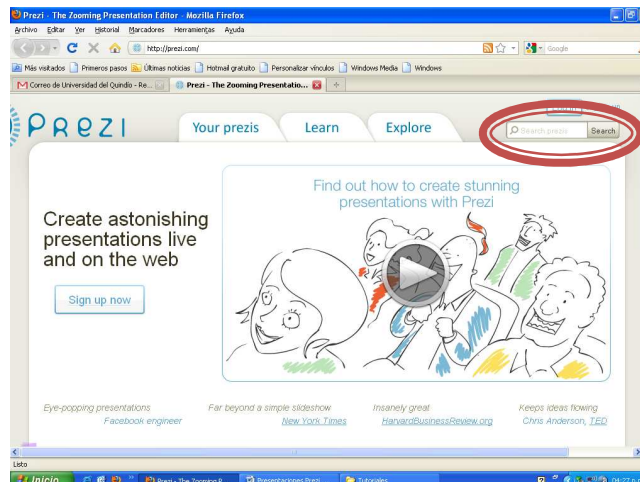 Prezi - The Zooming Presentation Editor - Mozilla Firefox
Archivo Editar Ver Historial Marcadores Herramientas Ayuda
http://prezi.com/
Google
Más visitados Primeros pasos Últimas noticias Hotmail gratuito Personalizar vínculos Windows Media Windows
Correo de Universidad del Quindío - Re...
Prezi - The Zooming Presentatio...
PREZI
Your prezis
Learn
Explore
Search prezis
Search
Find out how to create stunning
presentations with Prezi
Create astonishing
presentations live
and on the web
Sign up now
Eye-popping presentations
Facebook engineer
Far beyond a simple slideshow
New York Times
Insanely great
HarvardBusinessReview.org
Keeps ideas flowing
Chris Anderson, TED
Listo
Inicio
Prezi - The Zooming P...
Presentaciones Prezi
Tutoriales
04:27 p.m.